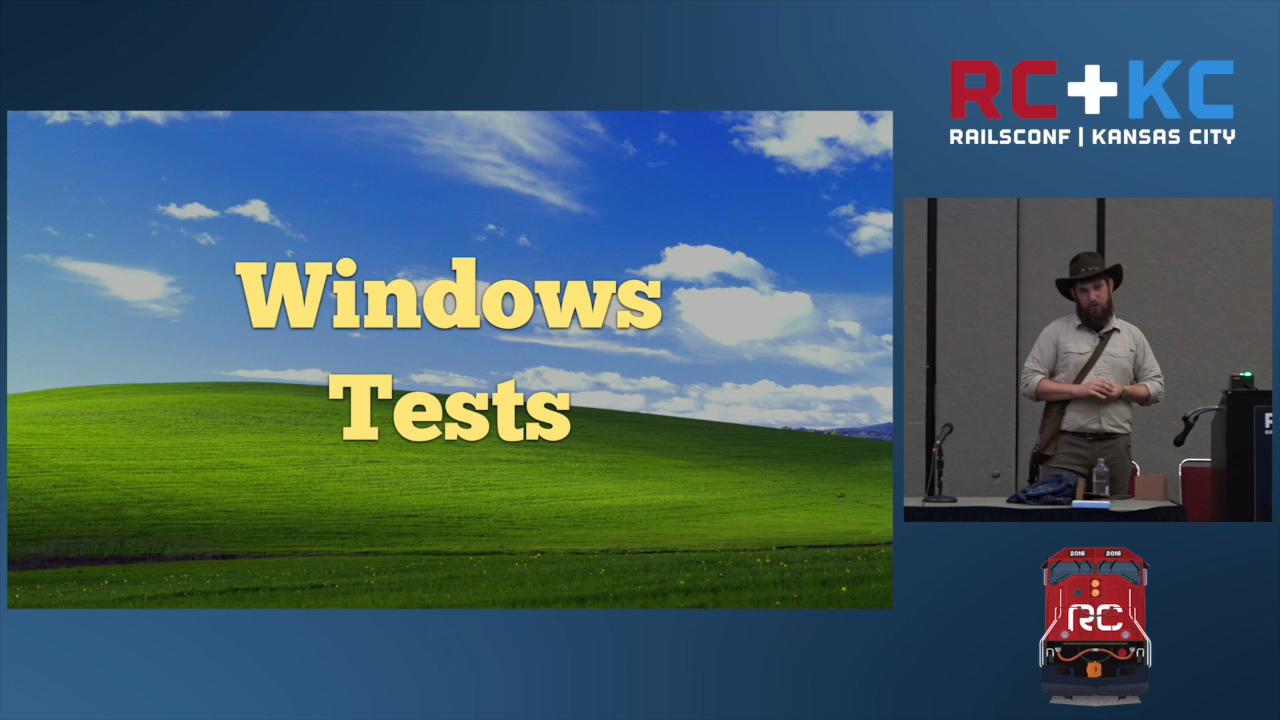 Windows
Tests
RC+KC
RAILSCONF | KANSAS CITY
2016 2016
RC